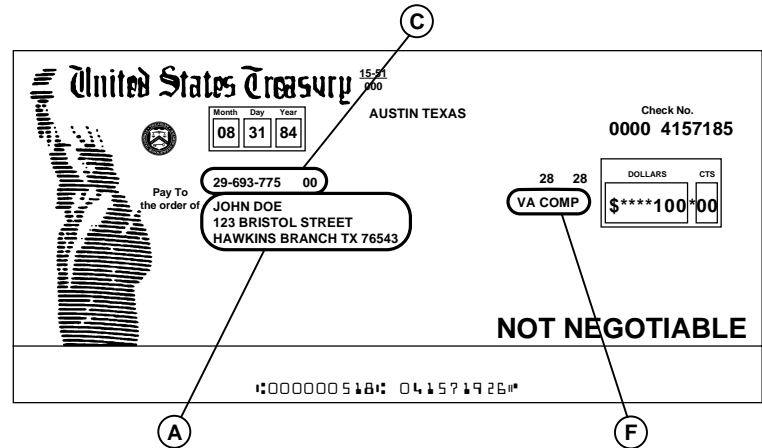 C
United States Treasury 15-51
000
Month Day Year
08 31 84
AUSTIN TEXAS
Check No.
0000 4157185
29-693-775 00
Pay To
the order of
JOHN DOE
123 BRISTOL STREET
HAWKINS BRANCH TX 76543
28 28
VA COMP
DOLLARS CTS
$****100*00
NOT NEGOTIABLE
⑆000000518⑆ 041571926⑈
A
F